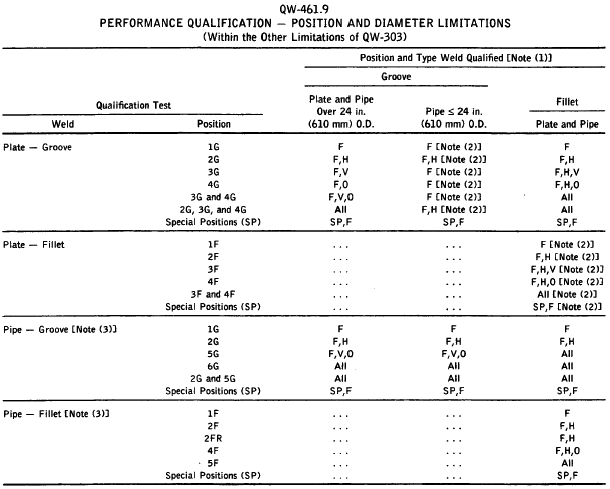 QW-461.9
PERFORMANCE QUALIFICATION — POSITION AND DIAMETER LIMITATIONS
(Within the Other Limitations of QW-303)
Position and Type Weld Qualified [Note (1)]
Groove
Qualification Test Plate and Pipe Over 24 in. (610 mm) O.D. Pipe ≤ 24 in. (610 mm) O.D. Fillet
Weld Position Plate and Pipe
Plate — Groove 1G F F [Note (2)] F
2G F,H F,H [Note (2)] F,H
3G F,V F [Note (2)] F,H,V
4G F,O F [Note (2)] F,H,O
3G and 4G F,V,O F [Note (2)] All
2G, 3G, and 4G All F,H [Note (2)] All
Special Positions (SP) SP,F SP,F SP,F
Plate — Fillet 1F ... ... F [Note (2)]
2F ... ... F,H [Note (2)]
3F ... ... F,H,V [Note (2)]
4F ... ... F,H,O [Note (2)]
3F and 4F ... ... All [Note (2)]
Special Positions (SP) ... ... SP,F [Note (2)]
Pipe — Groove [Note (3)] 1G F F F
2G F,H F,H F,H
5G F,V,O F,V,O All
6G All All All
2G and 5G All All All
Special Positions (SP) SP,F SP,F SP,F
Pipe — Fillet [Note (3)] 1F ... ... F
2F ... ... F,H
2FR ... ... F,H
4F ... ... F,H,O
5F ... ... All
Special Positions (SP) ... ... SP,F